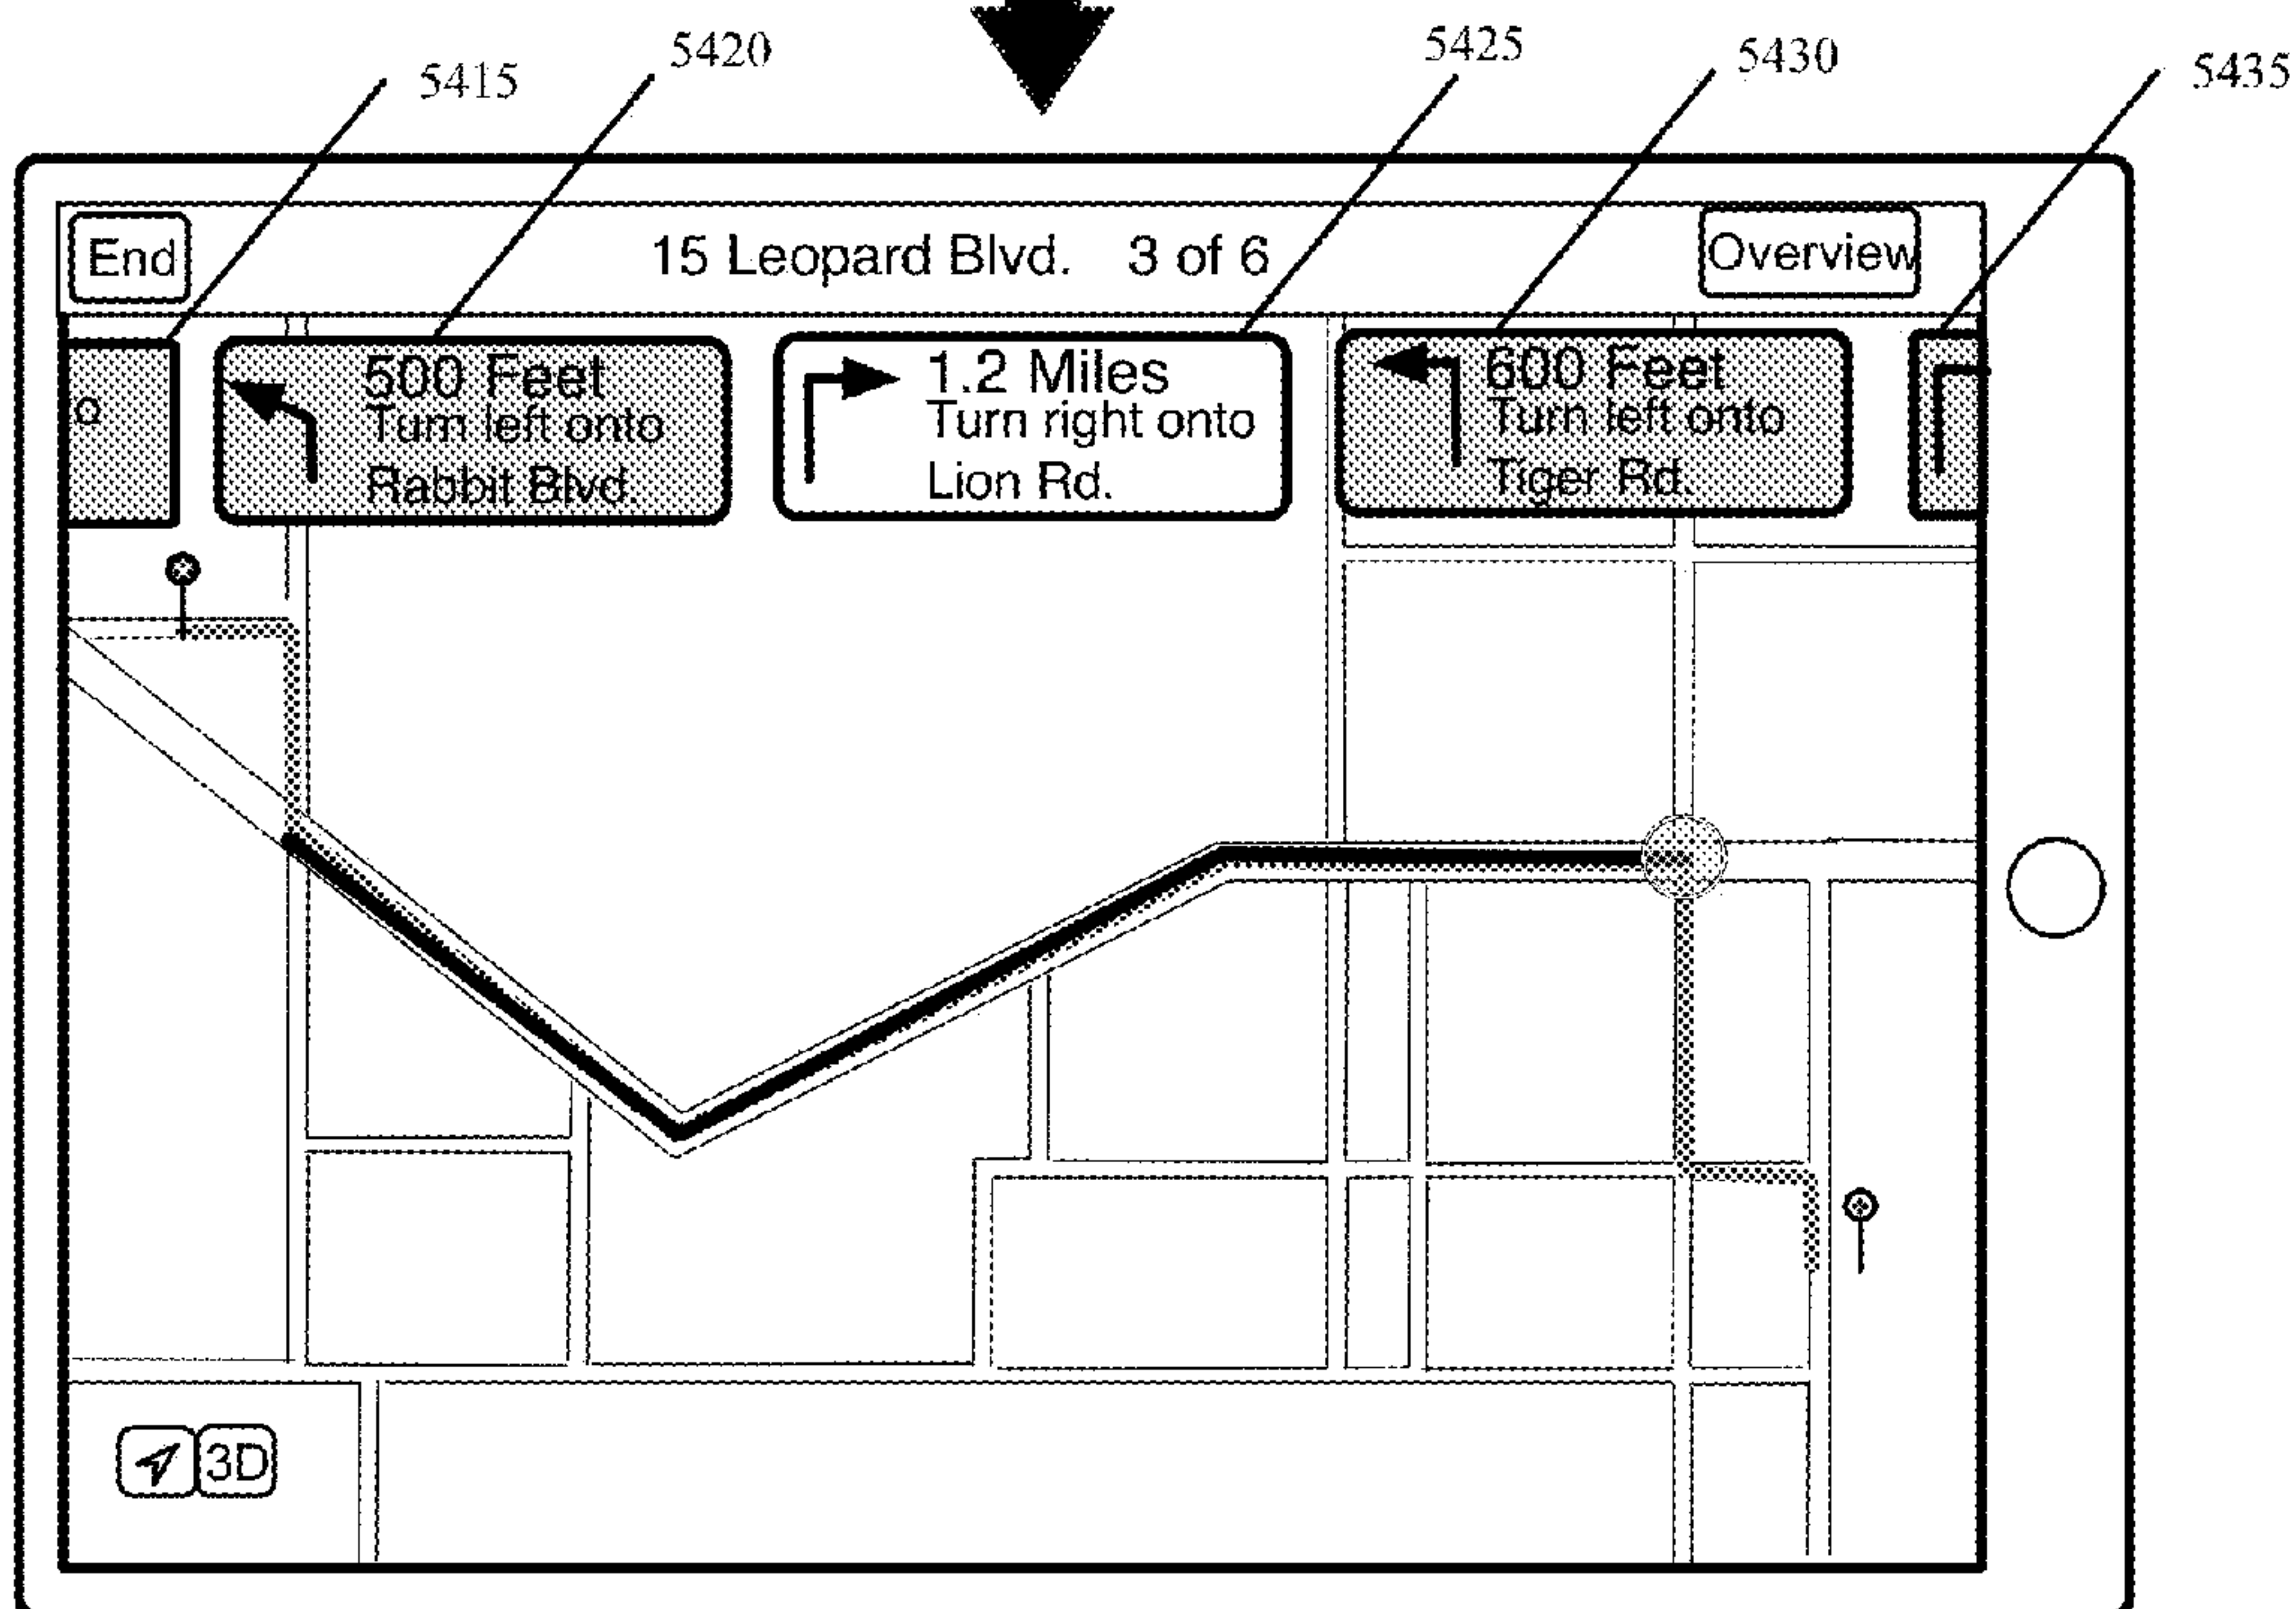 5415
5420
5425
5430
5435
End
15 Leopard Blvd. 3 of 6
Overview
o
500 Feet
Turn left onto
Rabbit Blvd.
1.2 Miles
Turn right onto
Lion Rd.
600 Feet
Turn left onto
Tiger Rd.
3D